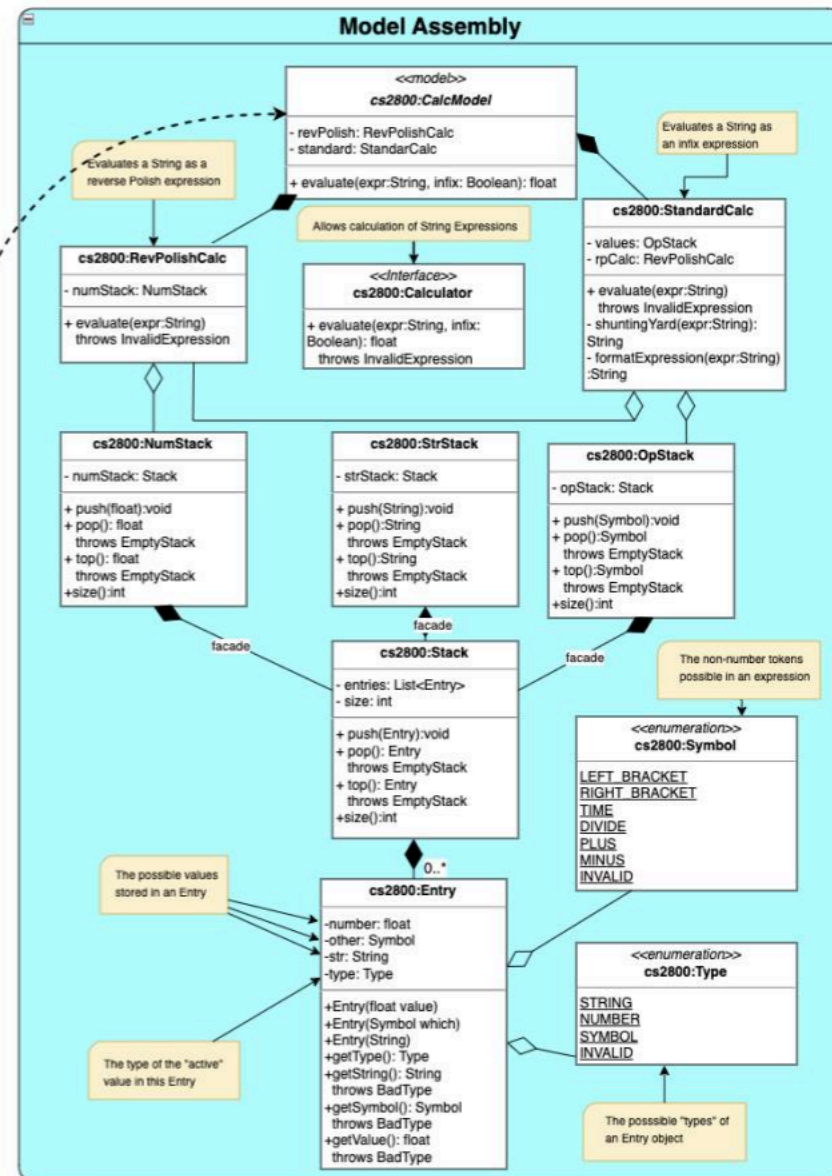 Model Assembly
<<model>>
cs2800:CalcModel
- revPolish: RevPolishCalc
- standard: StandarCalc
+ evaluate(expr:String, infix: Boolean): float
Evaluates a String as a
reverse Polish expression
Evaluates a String as
an infix expression
Allows calculation of String Expressions
cs2800:RevPolishCalc
- numStack: NumStack
+ evaluate(expr:String)
throws InvalidExpression
<<Interface>>
cs2800:Calculator
+ evaluate(expr:String, infix:
Boolean): float
throws InvalidExpression
cs2800:StandardCalc
- values: OpStack
- rpCalc: RevPolishCalc
+ evaluate(expr:String)
throws InvalidExpression
- shuntingYard(expr:String):
String
- formatExpression(expr:String)
:String
cs2800:NumStack
- numStack: Stack
+ push(float):void
+ pop(): float
throws EmptyStack
+ top(): float
throws EmptyStack
+size():int
cs2800:StrStack
- strStack: Stack
+ push(String):void
+ pop():String
throws EmptyStack
+ top():String
throws EmptyStack
+size():int
cs2800:OpStack
- opStack: Stack
+ push(Symbol):void
+ pop():Symbol
throws EmptyStack
+ top():Symbol
throws EmptyStack
+size():int
facade
facade
facade
cs2800:Stack
- entries: List<Entry>
- size: int
+ push(Entry):void
+ pop(): Entry
throws EmptyStack
+ top(): Entry
throws EmptyStack
+size():int
The non-number tokens
possible in an expression
<<enumeration>>
cs2800:Symbol
LEFT_BRACKET
RIGHT_BRACKET
TIME
DIVIDE
PLUS
MINUS
INVALID
0..*
The possible values
stored in an Entry
cs2800:Entry
-number: float
-other: Symbol
-str: String
-type: Type
+Entry(float value)
+Entry(Symbol which)
+Entry(String)
+getType(): Type
+getString(): String
throws BadType
+getSymbol(): Symbol
throws BadType
+getValue(): float
throws BadType
<<enumeration>>
cs2800:Type
STRING
NUMBER
SYMBOL
INVALID
The type of the "active"
value in this Entry
The posssible "types" of
an Entry object